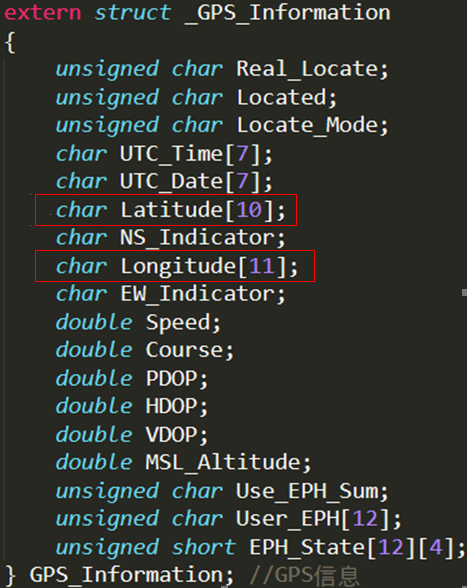 extern struct _GPS_Information
{
unsigned char Real_Locate;
unsigned char Located;
unsigned char Locate_Mode;
char UTC_Time[7];
char UTC_Date[7];
char Latitude[10];
char NS_Indicator;
char Longitude[11];
char EW_Indicator;
double Speed;
double Course;
double PDOP;
double HDOP;
double VDOP;
double MSL_Altitude;
unsigned char Use_EPH_Sum;
unsigned char User_EPH[12];
unsigned short EPH_State[12][4];
} GPS_Information; //GPS信息